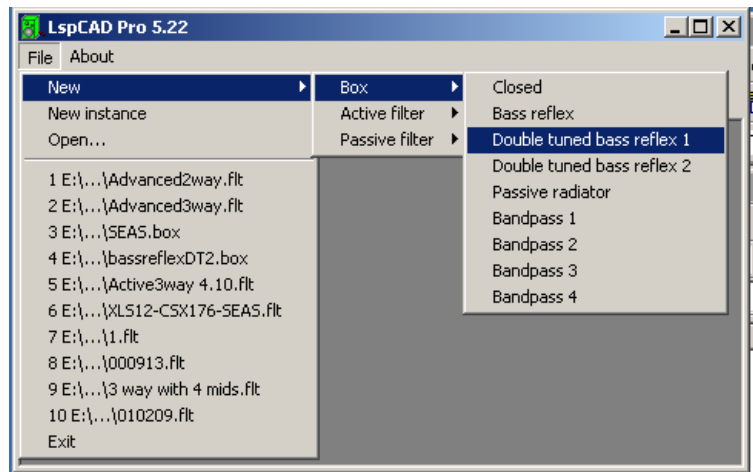 LspCAD Pro 5.22
File About
New
New instance
Open...
1 E:\...\Advanced2way.flt
2 E:\...\Advanced3way.flt
3 E:\...\SEAS.box
4 E:\...\bassreflexDT2.box
5 E:\...\Active3way 4.10.flt
6 E:\...\XLS12-CSX176-SEAS.flt
7 E:\...\1.flt
8 E:\...\000913.flt
9 E:\...\3 way with 4 mids.flt
10 E:\...\010209.flt
Exit
Box
Active filter
Passive filter
Closed
Bass reflex
Double tuned bass reflex 1
Double tuned bass reflex 2
Passive radiator
Bandpass 1
Bandpass 2
Bandpass 3
Bandpass 4